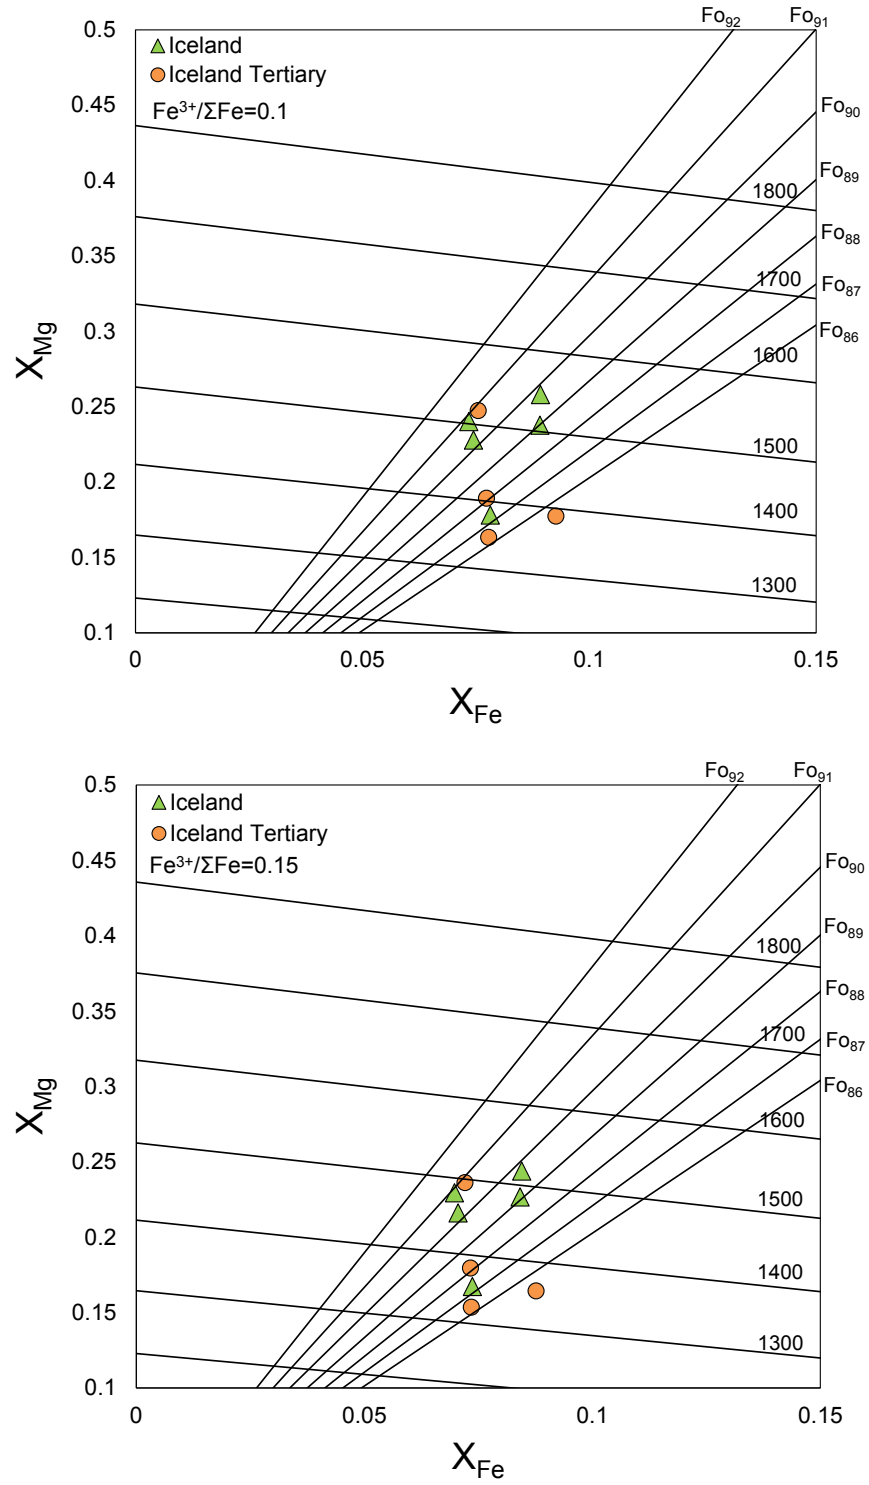 Fo92 Fo91
0.5
Iceland
Iceland Tertiary
Fe3+/ΣFe=0.1
0.45
Fo90
0.4
1800
Fo89
0.35
Fo88
1700
Fo87
0.3
1600
Fo86
XMg
0.25
1500
0.2
1400
0.15
1300
0.1
0 0.05 0.1 0.15
XFe
Fo92 Fo91
0.5
Iceland
Iceland Tertiary
Fe3+/ΣFe=0.15
0.45
Fo90
0.4
1800
Fo89
0.35
Fo88
1700
Fo87
0.3
1600
Fo86
XMg
0.25
1500
0.2
1400
0.15
1300
0.1
0 0.05 0.1 0.15
XFe